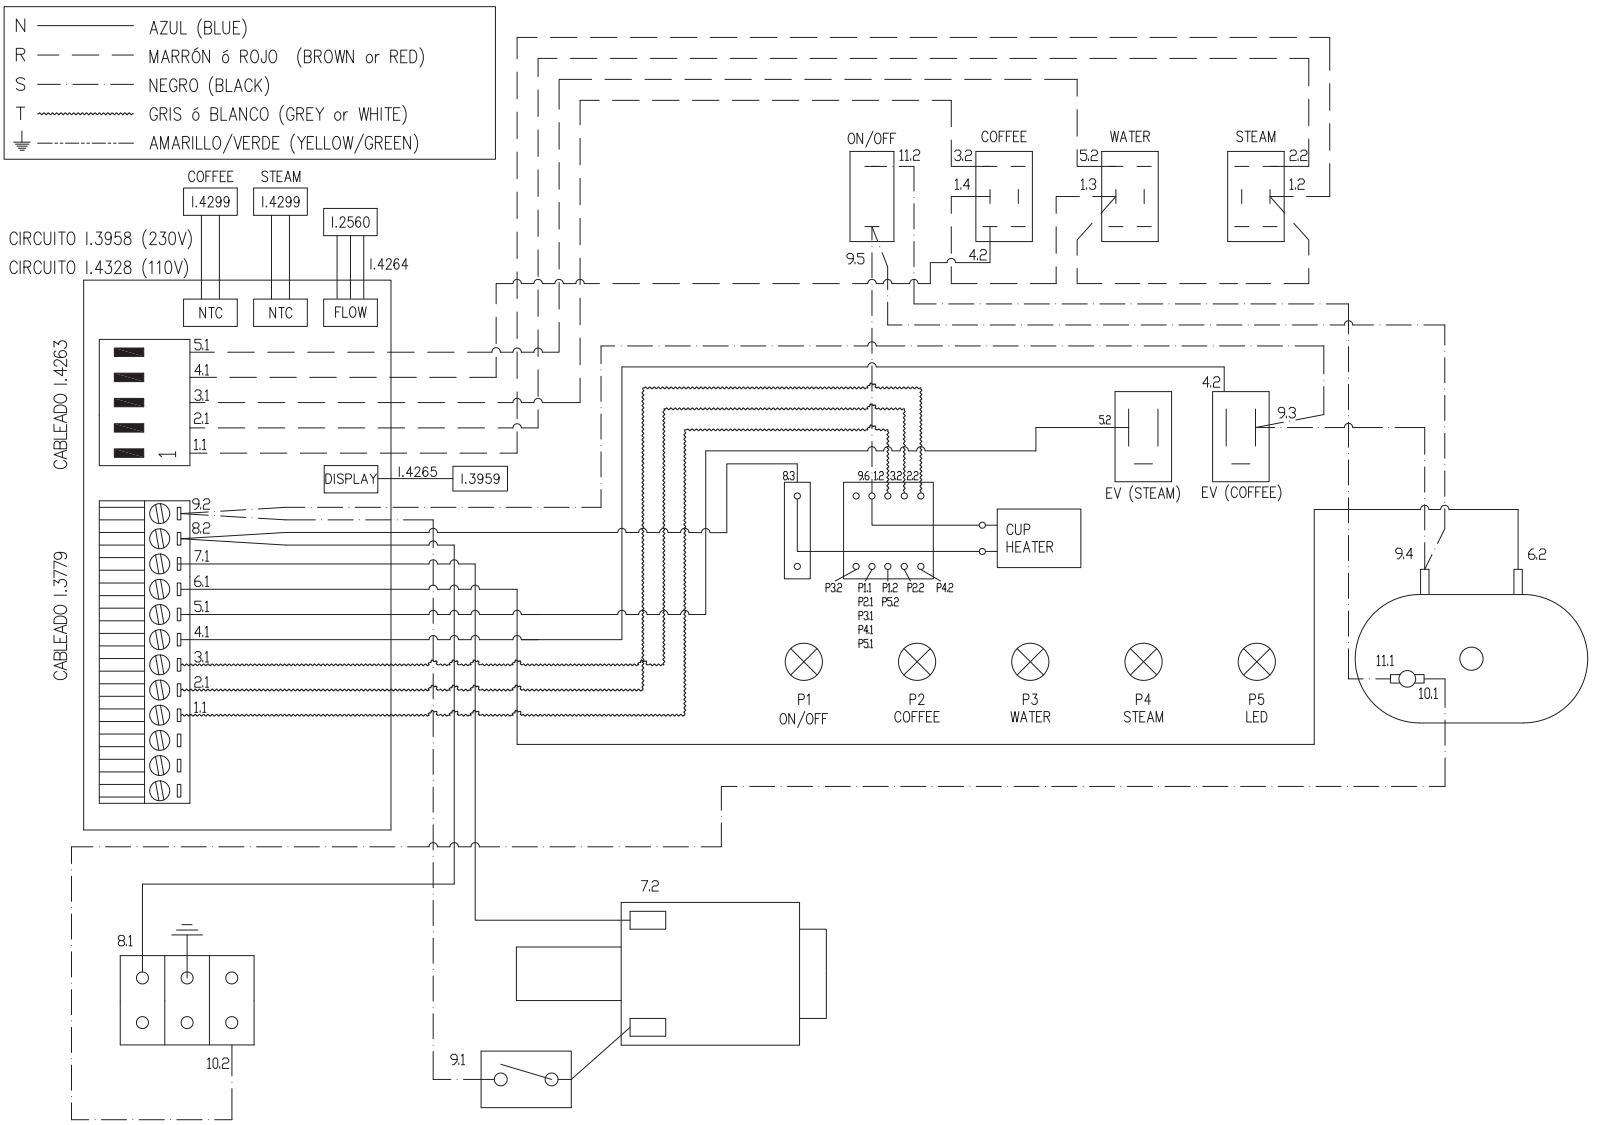 N AZUL (BLUE)
R MARRÓN ó ROJO (BROWN or RED)
S NEGRO (BLACK)
T GRIS ó BLANCO (GREY or WHITE)
AMARILLO/VERDE (YELLOW/GREEN)
COFFEE STEAM
I.4299 I.4299
I.2560
CIRCUITO I.3958 (230V)
CIRCUITO I.4328 (110V)
I.4264
NTC NTC FLOW
CABLEADO I.4263
5.1
4.1
3.1
2.1
1.1
1
DISPLAY I.4265 I.3959
CABLEADO I.3779
9.2
8.2
7.1
6.1
5.1
4.1
3.1
2.1
1.1
ON/OFF COFFEE WATER STEAM
11.2 3.2 5.2 2.2
1.4 1.3 1.2
9.5 4.2
5.2 4.2 9.3
EV (STEAM) EV (COFFEE)
8.3 9.6 1.2 3.2 2.2
CUP
HEATER
P3.2 P1.1 P1.2 P2.2 P4.2
P2.1 P5.2
P3.1
P4.1
P5.1
9.4 6.2
11.1
10.1
P1 P2 P3 P4 P5
ON/OFF COFFEE WATER STEAM LED
7.2
8.1
10.2
9.1